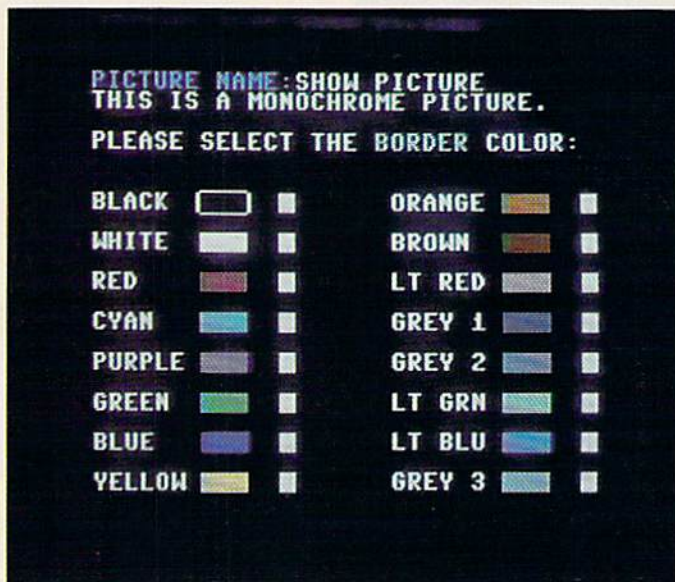 PICTURE NAME:SHOW PICTURE
THIS IS A MONOCHROME PICTURE.
PLEASE SELECT THE BORDER COLOR:
BLACK
WHITE
RED
CYAN
PURPLE
GREEN
BLUE
YELLOW
ORANGE
BROWN
LT RED
GREY 1
GREY 2
LT GRN
LT BLU
GREY 3